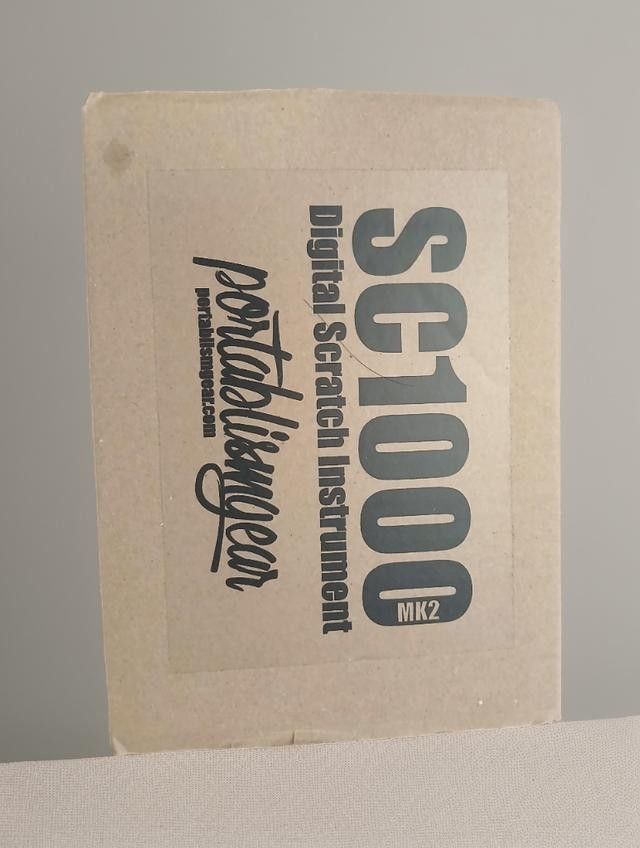 SC1000
MK2
Digital Scratch Instrument
portablismgear
portablismgear.com